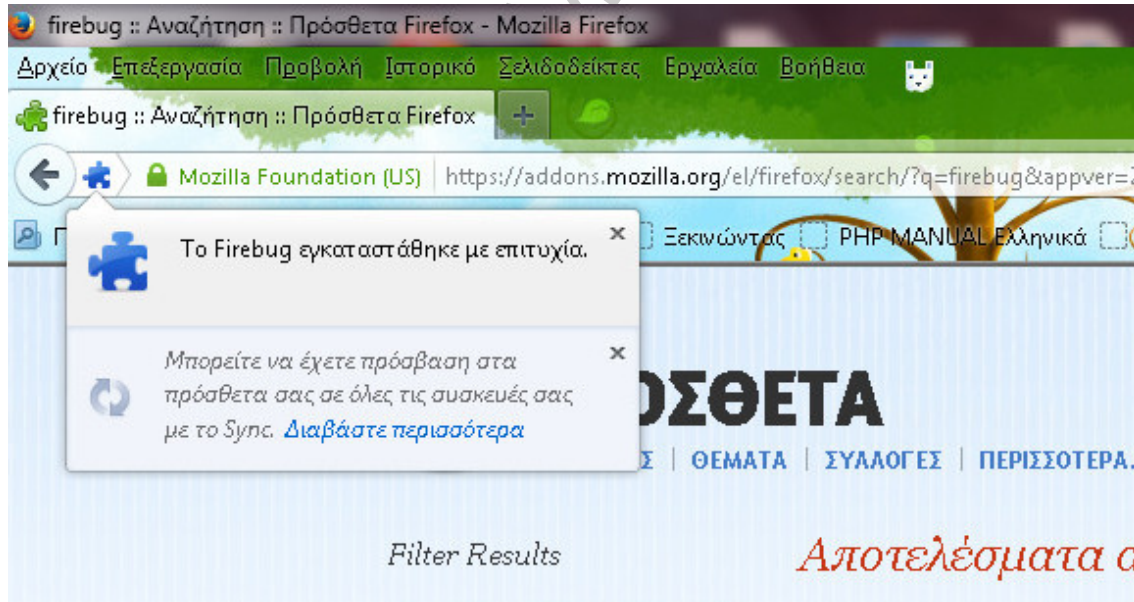 firebug :: Αναζήτηση :: Πρόσθετα Firefox - Mozilla Firefox
Αρχείο Επεξεργασία Προβολή Ιστορικό Σελιδοδείκτες Εργαλεία Βοήθεια
firebug :: Αναζήτηση :: Πρόσθετα Firefox
Mozilla Foundation (US) https://addons.mozilla.org/el/firefox/search/?q=firebug&appver=
Ξεκινώντας PHP MANUAL Ελληνικά
Το Firebug εγκαταστάθηκε με επιτυχία.
Μπορείτε να έχετε πρόσβαση στα
πρόσθετα σας σε όλες τις συσκευές σας
με το Sync. Διαβάστε περισσότερα
ΟΣΘΕΤΑ
Σ | ΘΕΜΑΤΑ | ΣΥΛΛΟΓΕΣ | ΠΕΡΙΣΣΟΤΕΡΑ
Filter Results
Αποτελέσματα